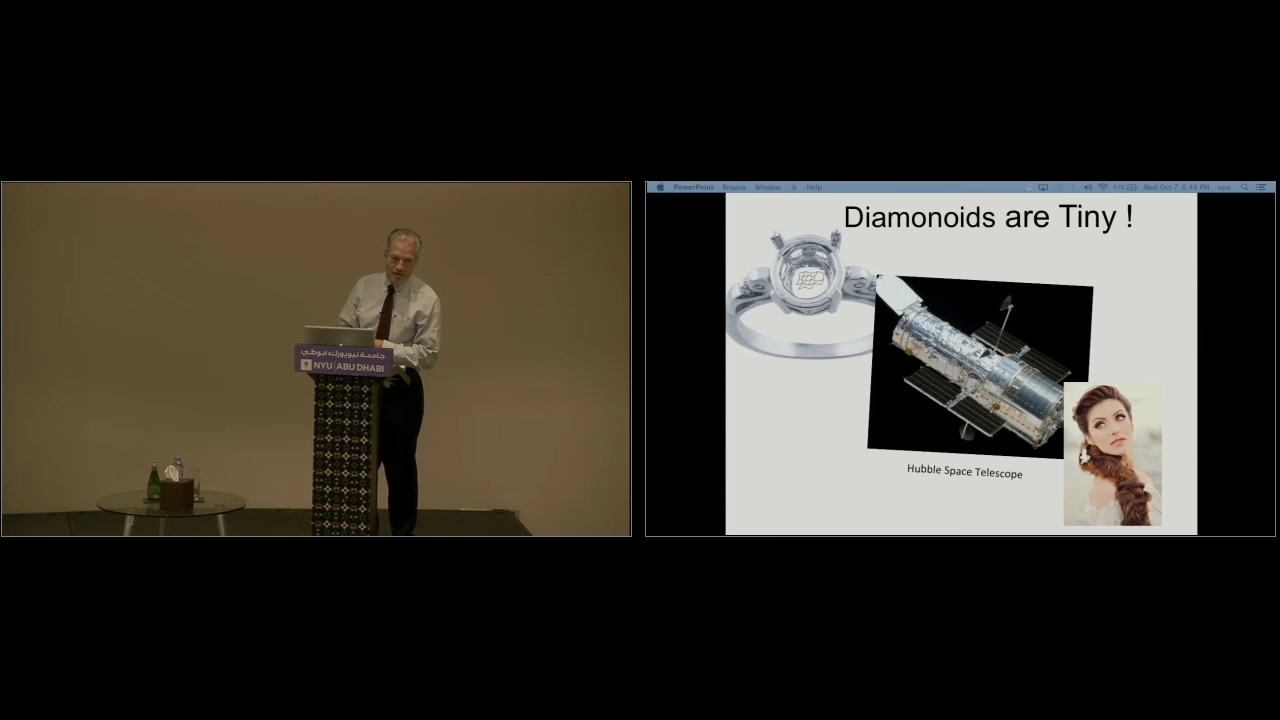 جامعة نيويورك ابوظبي
NYU ABU DHABI
PowerPoint Browse Window Help
Wed Oct 7 6:44 PM nyu
Diamonoids are Tiny !
Hubble Space Telescope